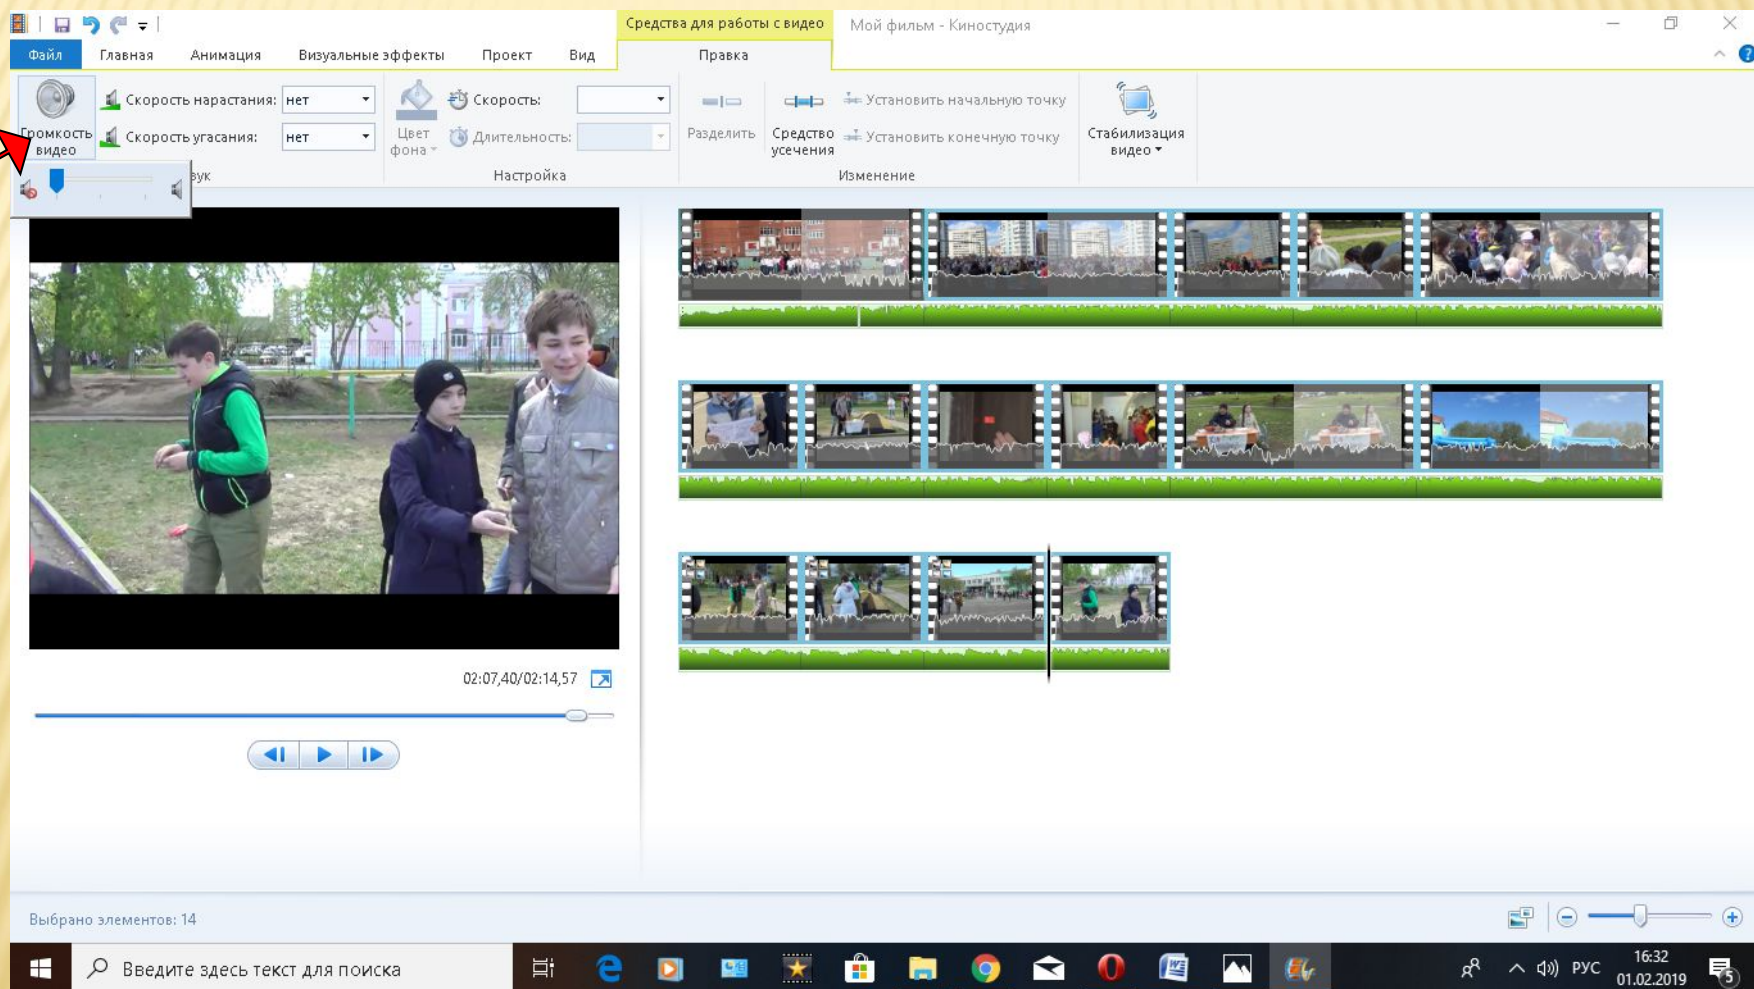 Средства для работы с видео
Мой фильм - Киностудия
Файл Главная Анимация Визуальные эффекты Проект Вид Правка
Громкость видео
Скорость нарастания: нет
Скорость угасания: нет
Цвет фона
Скорость:
Длительность:
Разделить
Средство усечения
Установить начальную точку
Установить конечную точку
Стабилизация видео
Настройка
Изменение
02:07,40/02:14,57
Выбрано элементов: 14
Введите здесь текст для поиска
РУС
16:32
01.02.2019
5